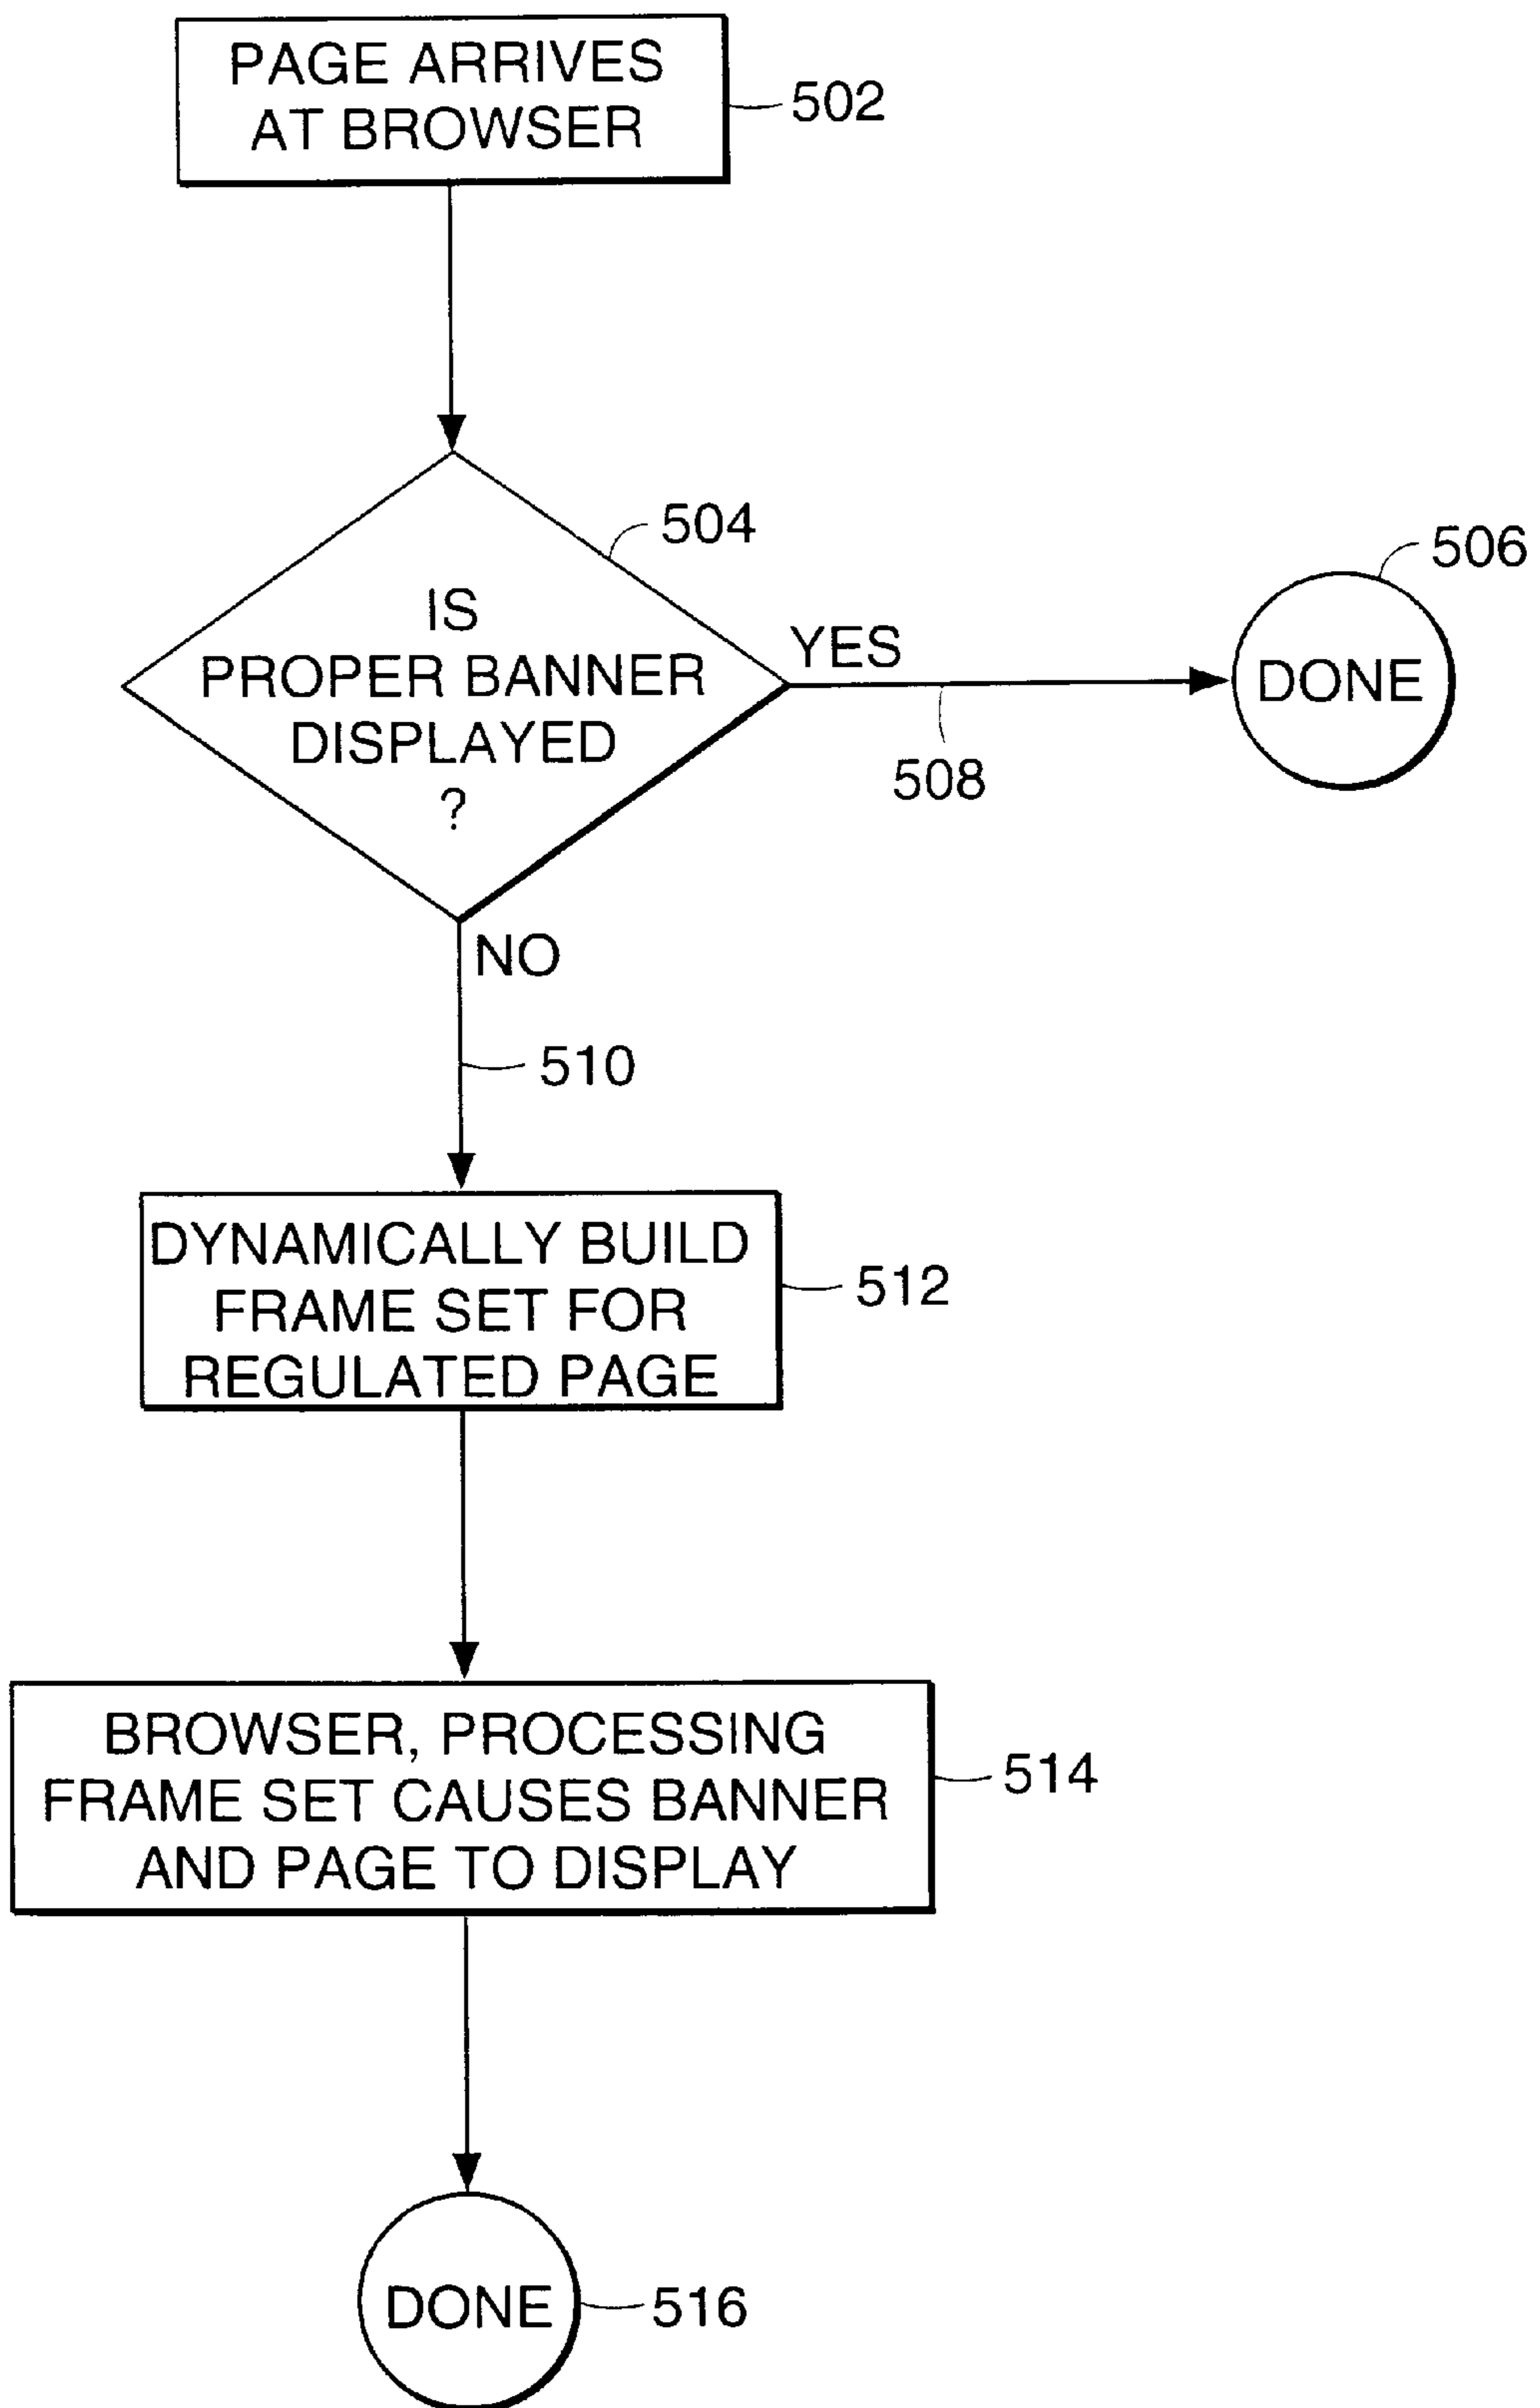 PAGE ARRIVES
AT BROWSER
502
504
506
IS
PROPER BANNER
DISPLAYED
?
YES
DONE
508
NO
510
DYNAMICALLY BUILD
FRAME SET FOR
REGULATED PAGE
512
BROWSER, PROCESSING
FRAME SET CAUSES BANNER
AND PAGE TO DISPLAY
514
DONE
516